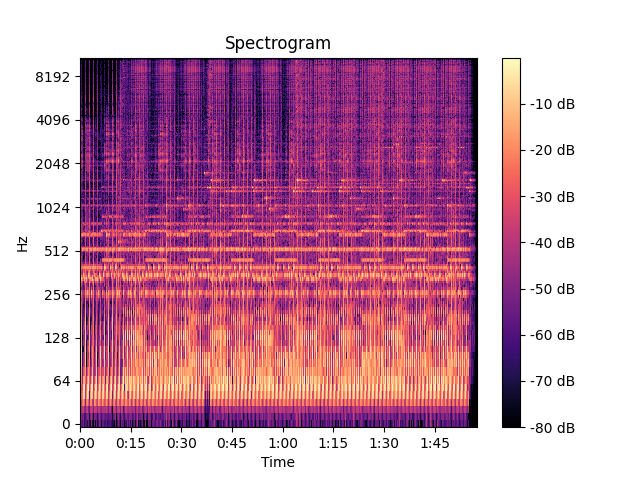 Spectrogram
Hz
8192
4096
2048
1024
512
256
128
64
0
0:00 0:15 0:30 0:45 1:00 1:15 1:30 1:45
Time
-10 dB
-20 dB
-30 dB
-40 dB
-50 dB
-60 dB
-70 dB
-80 dB